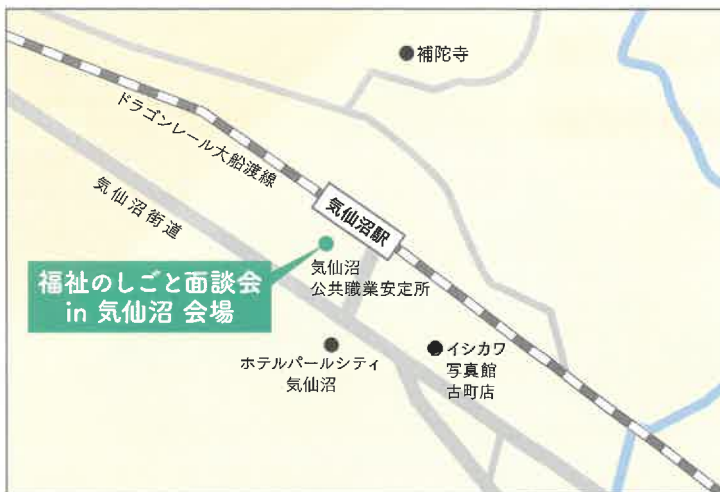 補陀寺
ドラゴンレール大船渡線
気仙沼街道
気仙沼駅
福祉のしごと面談会
in 気仙沼 会場
気仙沼
公共職業安定所
ホテルパールシティ
気仙沼
イシカワ
写真館
古町店